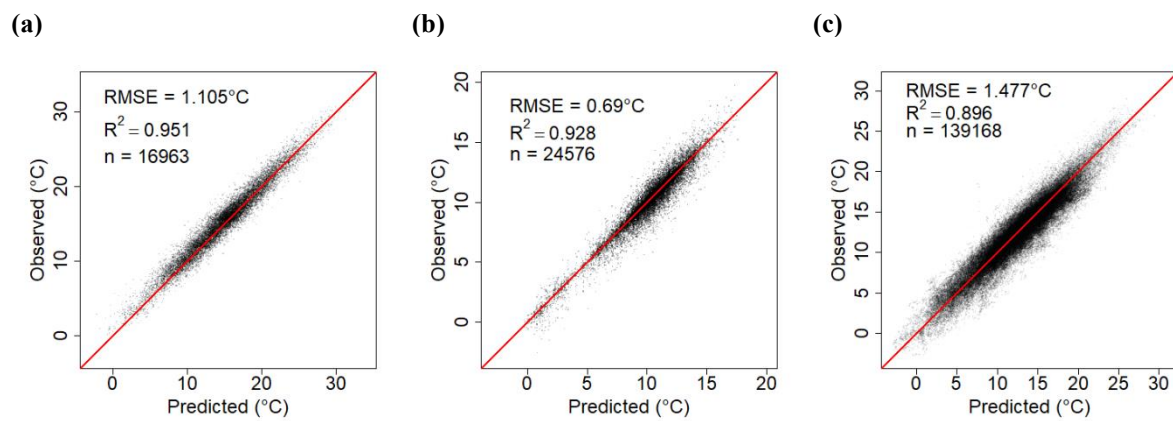 (a)
(b)
(c)
RMSE = 1.105°C
R² = 0.951
n = 16963
Observed (°C)
30
20
10
0
0 10 20 30
Predicted (°C)
RMSE = 0.69°C
R² = 0.928
n = 24576
Observed (°C)
20
15
10
5
0
0 5 10 15 20
Predicted (°C)
RMSE = 1.477°C
R² = 0.896
n = 139168
Observed (°C)
30
25
20
15
10
5
0
0 5 10 15 20 25 30
Predicted (°C)